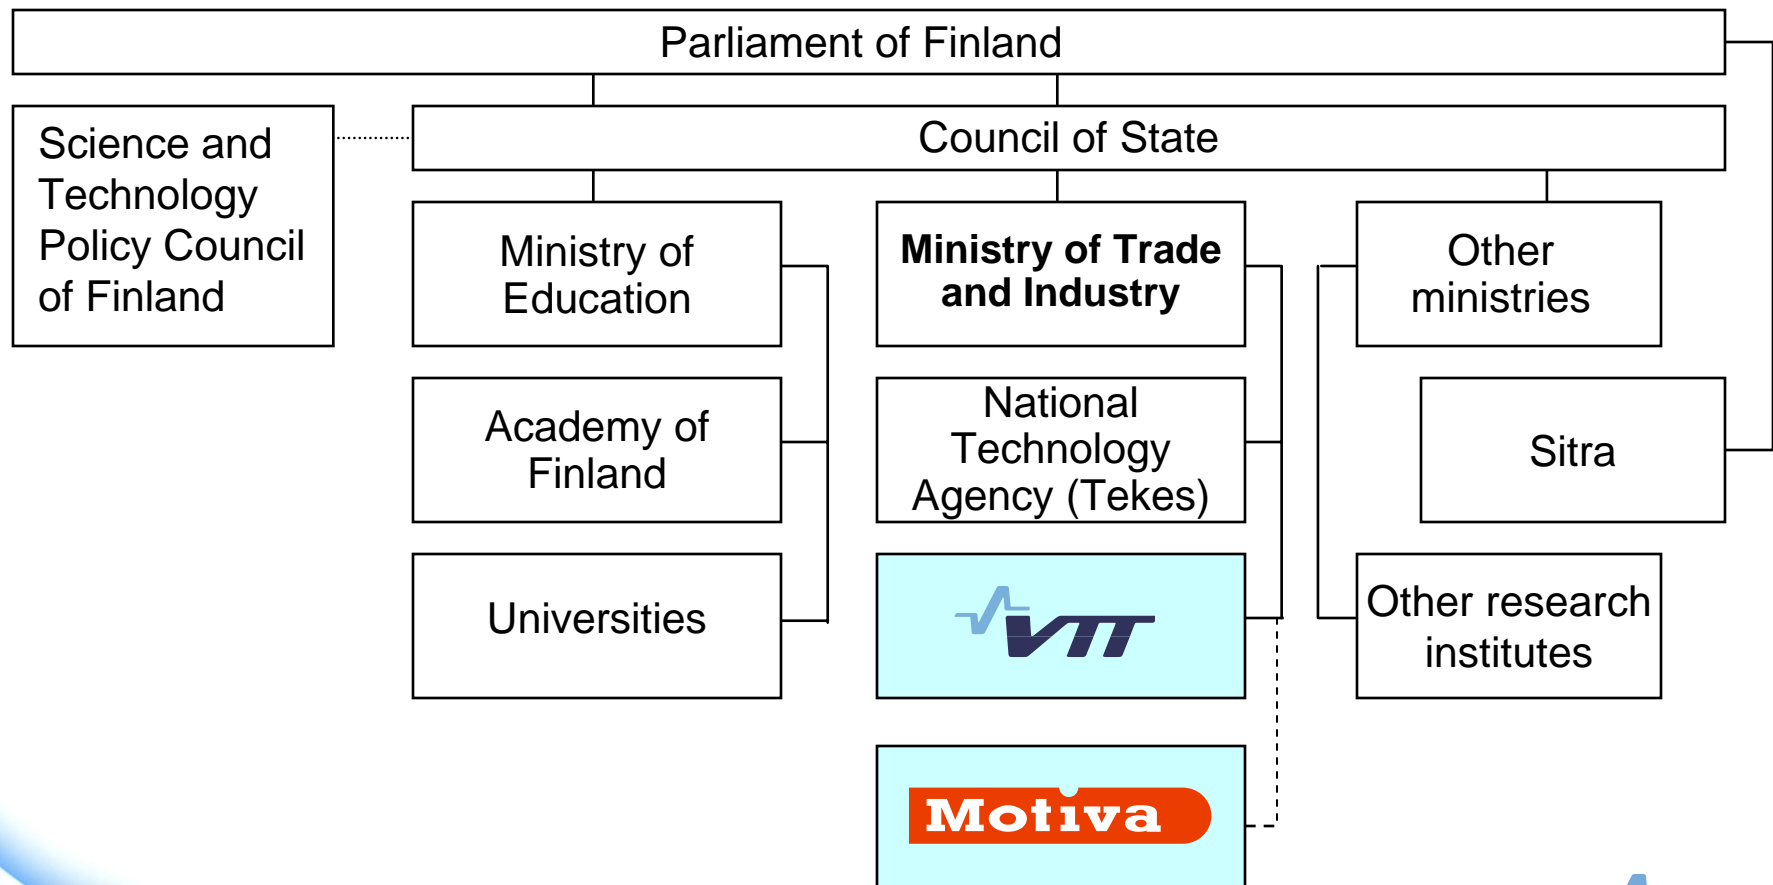 Parliament of Finland
Science and
Technology
Policy Council
of Finland
Council of State
Ministry of
Education
Ministry of Trade
and Industry
Other
ministries
Academy of
Finland
National
Technology
Agency (Tekes)
Sitra
Universities
VTT
Other research
institutes
Motiva